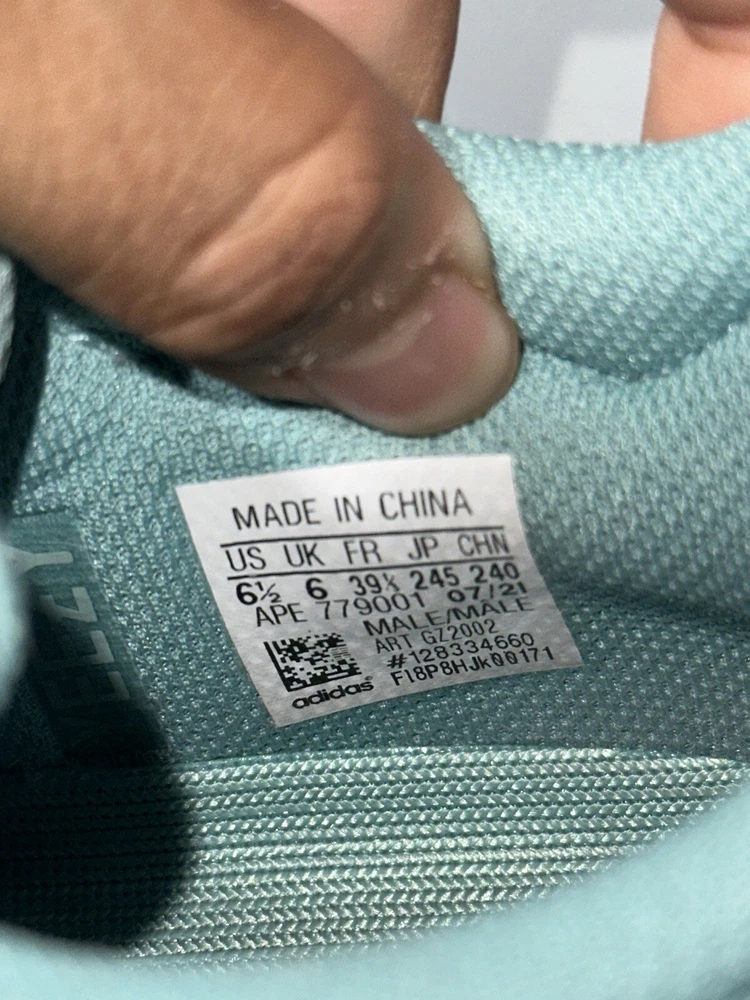 MADE IN CHINA
US UK FR JP CHN
6½ 6 39⅓ 245 240
APE 779001 07/21
MALE/MÂLE
ART GZ2002
#128334660
F18P8HJk00171
adidas